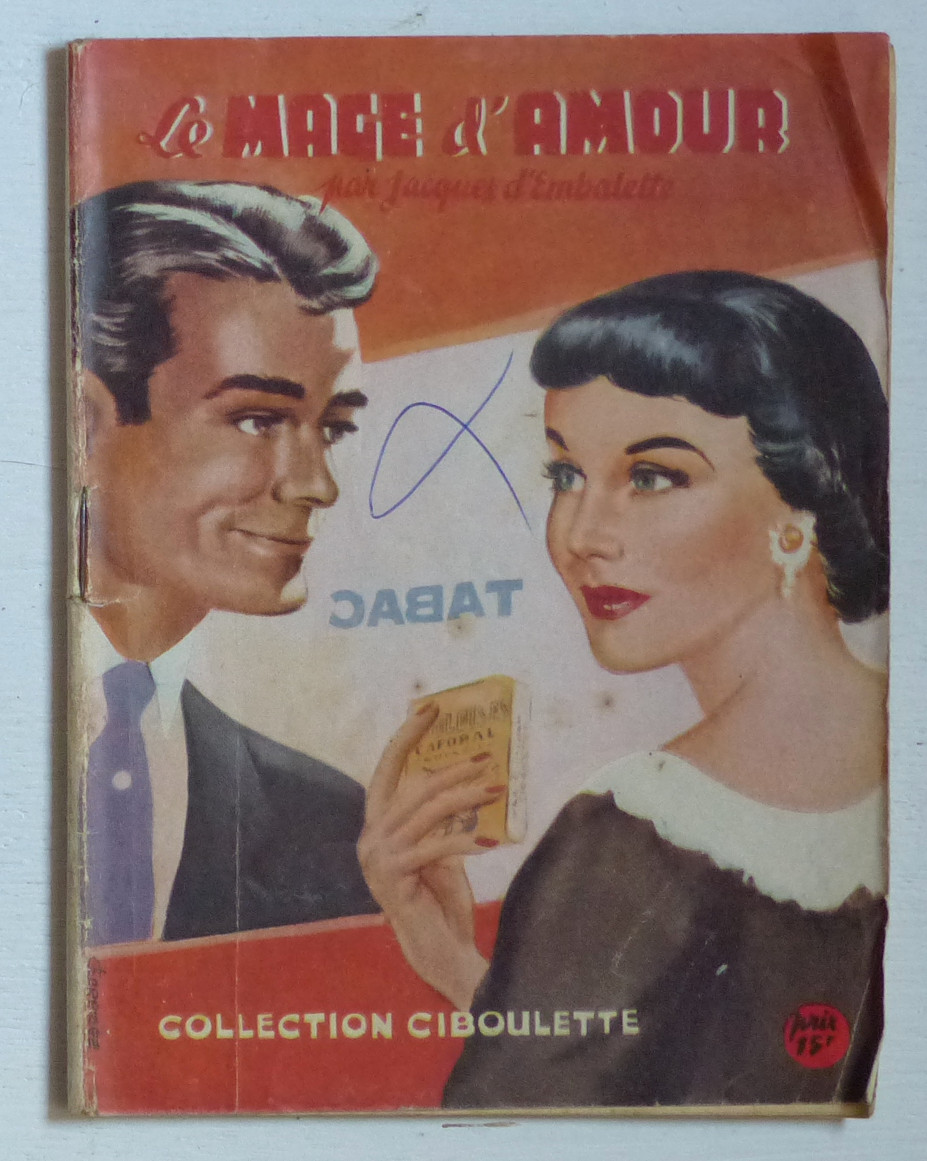 Le MAGE d'AMOUR
par Jacques d'Embalette
TABAC
CAPORAL
COLLECTION CIBOULETTE
prix
15F